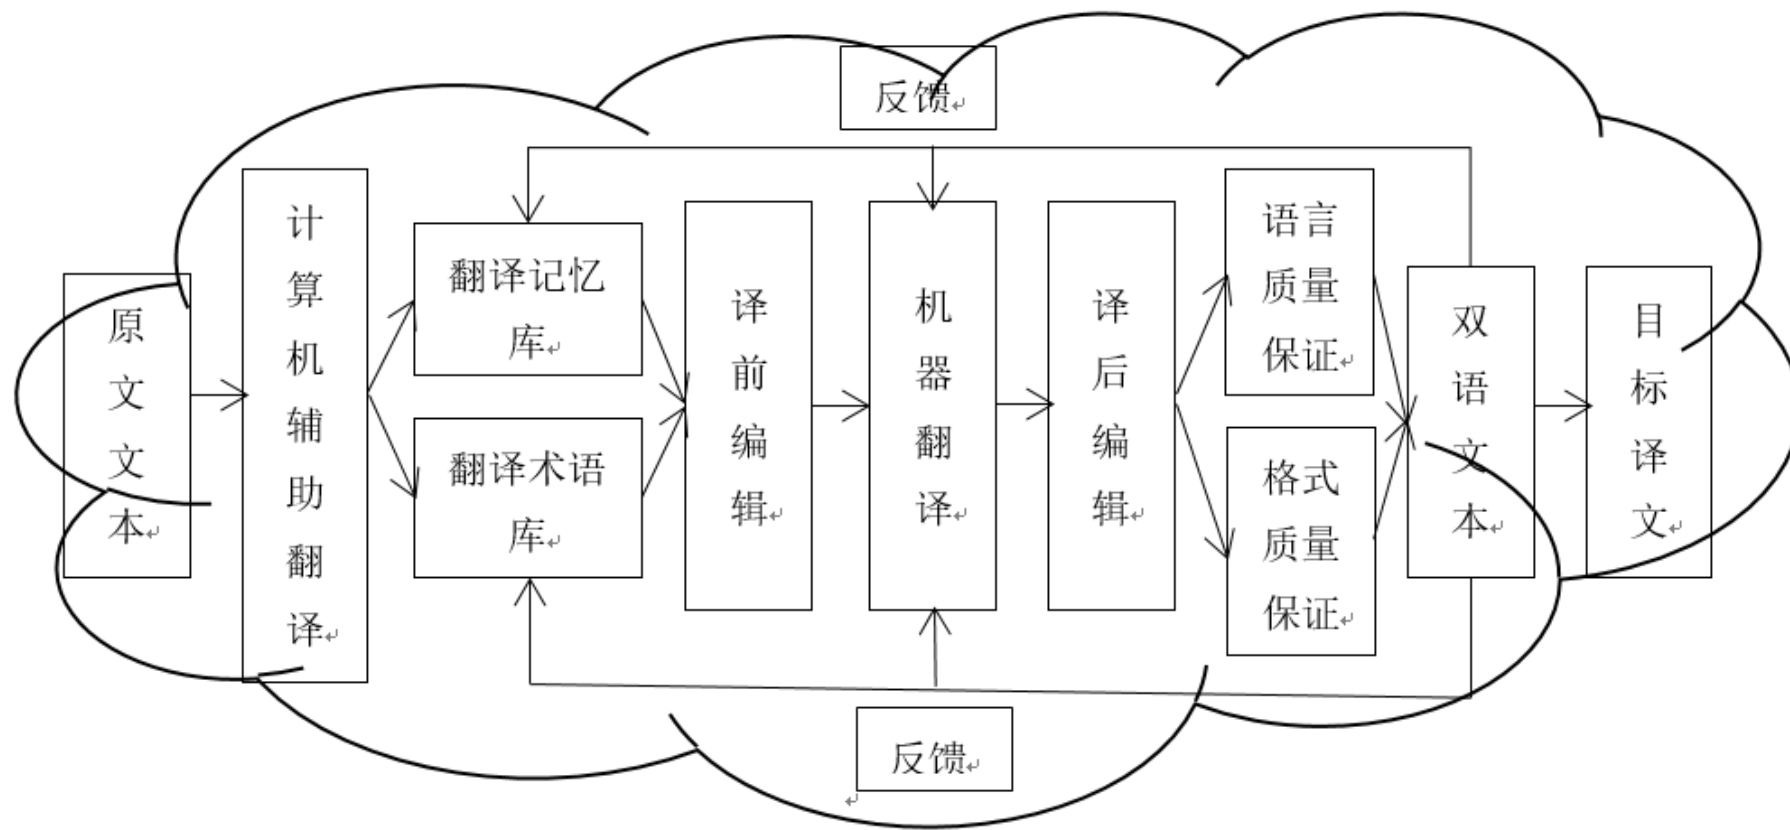 反馈
原文文本
计算机辅助翻译
翻译记忆
库
翻译术语
库
译前编辑
机器翻译
译后编辑
语言
质量
保证
格式
质量
保证
双语文本
目标译文
反馈